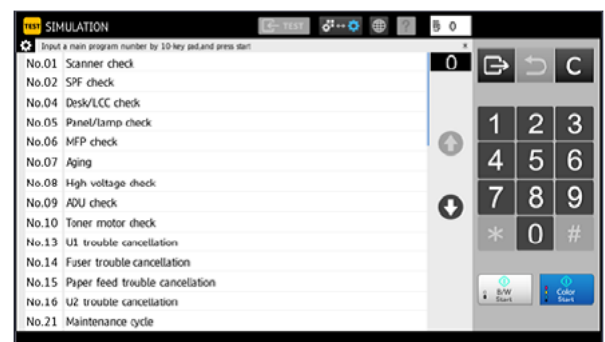 TEST SIMULATION TEST ? 0
Input a main program number by 10-key pad,and press start
No.01 Scanner check 0
No.02 SPF check
No.04 Desk/LCC check
No.05 Panel/lamp check
No.06 MFP check
No.07 Aging
No.08 High voltage check
No.09 ADU check
No.10 Toner motor check
No.13 U1 trouble cancellation
No.14 Fuser trouble cancellation
No.15 Paper feed trouble cancellation
No.16 U2 trouble cancellation
No.21 Maintenance cycle
C
1 2 3
4 5 6
7 8 9
* 0 #
B/W Start
Color Start